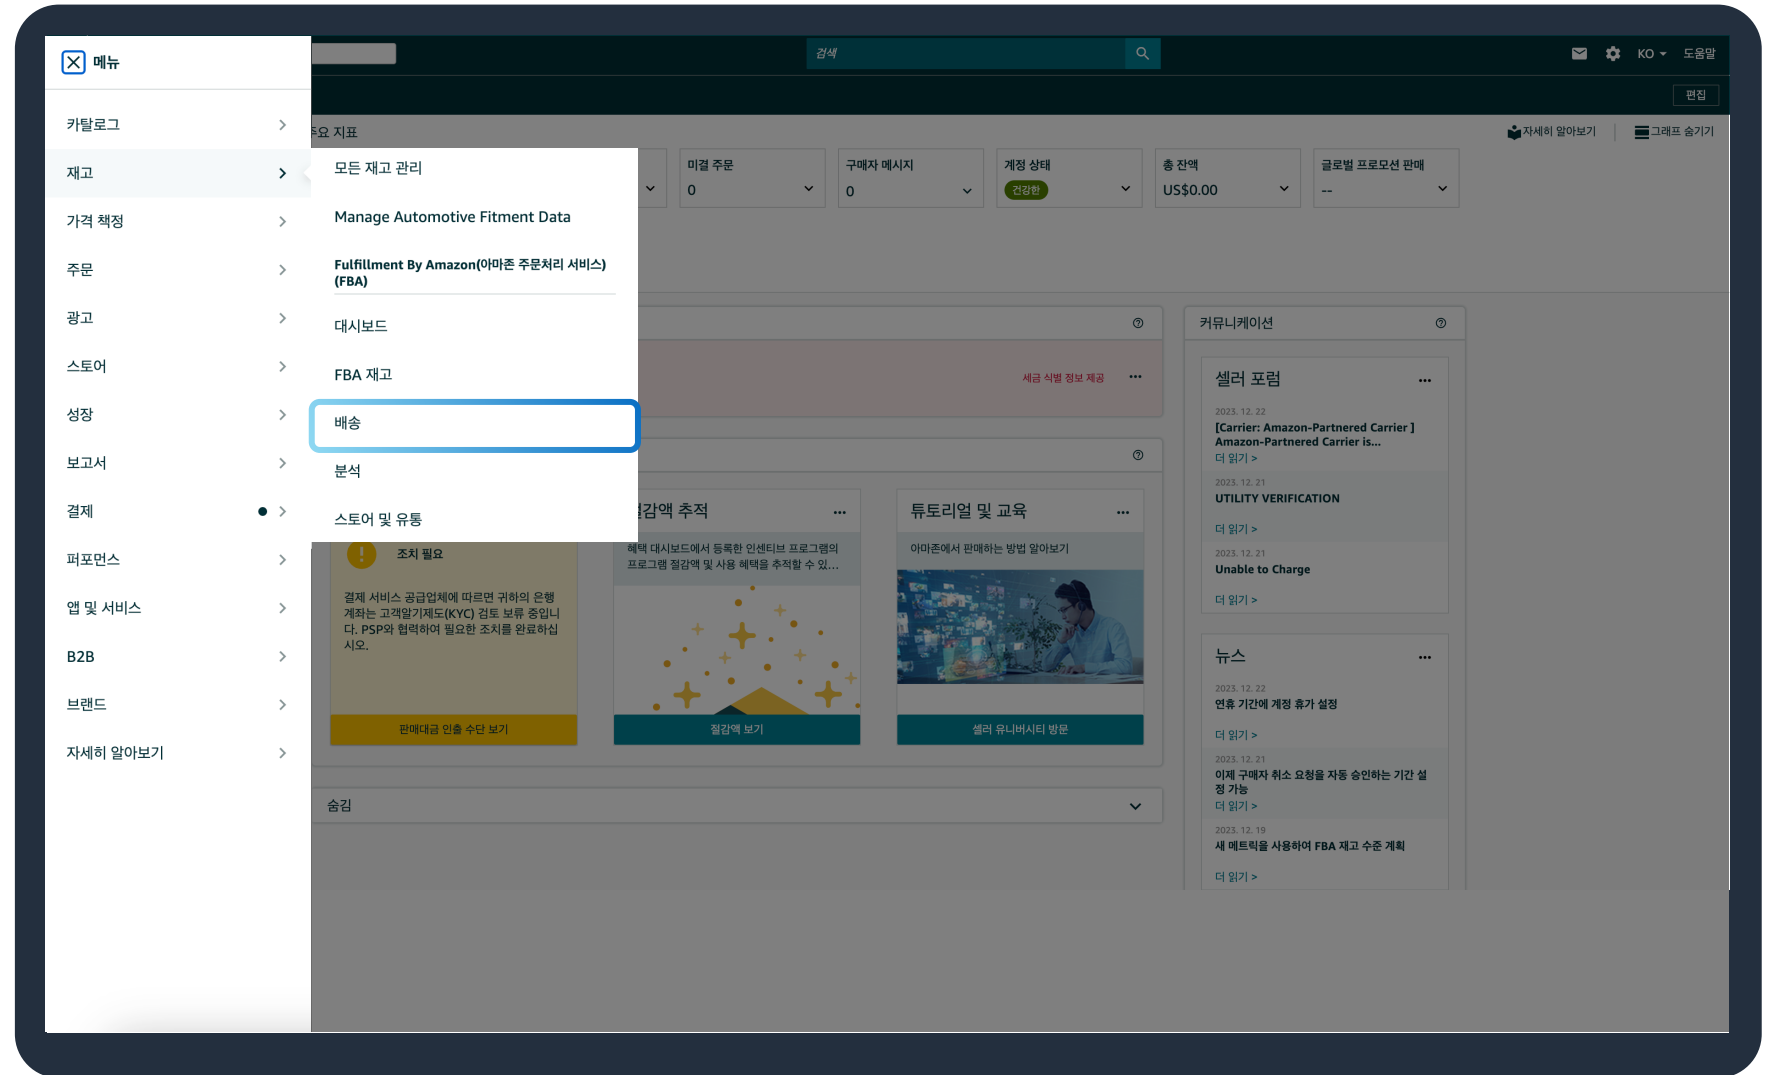 메뉴
검색
KO
도움말
편집
카탈로그
재고
가격 책정
주문
광고
스토어
성장
보고서
결제
퍼포먼스
앱 및 서비스
B2B
브랜드
자세히 알아보기
모든 재고 관리
Manage Automotive Fitment Data
Fulfillment By Amazon(아마존 주문처리 서비스)
(FBA)
대시보드
FBA 재고
배송
분석
스토어 및 유통
주요 지표
자세히 알아보기
그래프 숨기기
미결 주문
0
구매자 메시지
0
계정 상태
건강한
총 잔액
US$0.00
글로벌 프로모션 판매
--
세금 식별 정보 제공
조치 필요
결제 서비스 공급업체에 따르면 귀하의 은행
계좌는 고객알기제도(KYC) 검토 보류 중입니
다. PSP와 협력하여 필요한 조치를 완료하십
시오.
판매대금 인출 수단 보기
절감액 추적
혜택 대시보드에서 등록한 인센티브 프로그램의
프로그램 절감액 및 사용 혜택을 추적할 수 있...
절감액 보기
튜토리얼 및 교육
아마존에서 판매하는 방법 알아보기
셀러 유니버시티 방문
숨김
커뮤니케이션
셀러 포럼
2023. 12. 22
[Carrier: Amazon-Partnered Carrier ]
Amazon-Partnered Carrier is...
더 읽기 >
2023. 12. 21
UTILITY VERIFICATION
더 읽기 >
2023. 12. 21
Unable to Charge
더 읽기 >
뉴스
2023. 12. 22
연휴 기간에 계정 휴가 설정
더 읽기 >
2023. 12. 21
이제 구매자 취소 요청을 자동 승인하는 기간 설
정 가능
더 읽기 >
2023. 12. 19
새 메트릭을 사용하여 FBA 재고 수준 계획
더 읽기 >